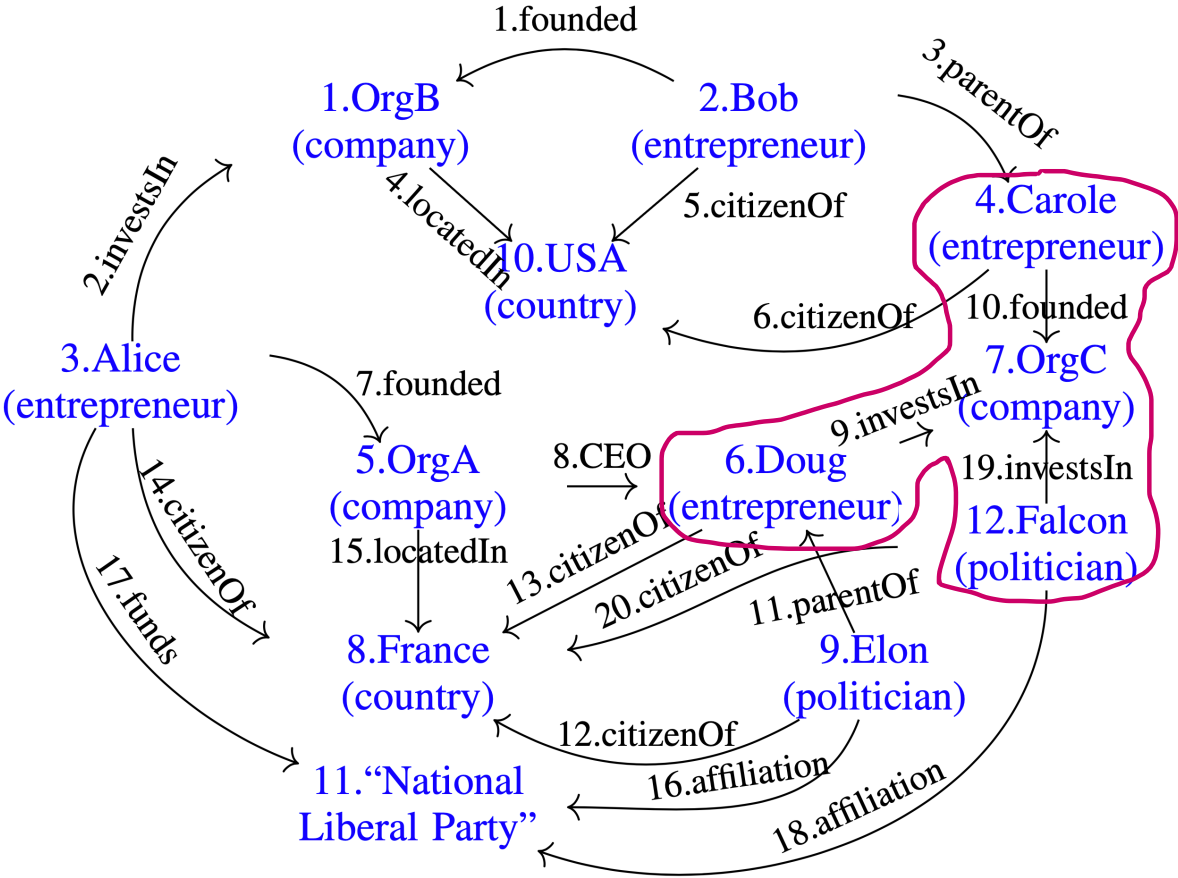 1.founded
3.parentOf
1.OrgB
(company)
2.Bob
(entrepreneur)
2.investsIn
4.locatedIn
5.citizenOf
4.Carole
(entrepreneur)
10.USA
(country)
6.citizenOf
10.founded
3.Alice
(entrepreneur)
7.founded
7.OrgC
(company)
9.investsIn
5.OrgA
(company)
8.CEO
6.Doug
(entrepreneur)
19.investsIn
12.Falcon
(politician)
14.citizenOf
15.locatedIn
13.citizenOf
20.citizenOf
11.parentOf
17.funds
8.France
(country)
9.Elon
(politician)
12.citizenOf
16.affiliation
11.“National
Liberal Party”
18.affiliation